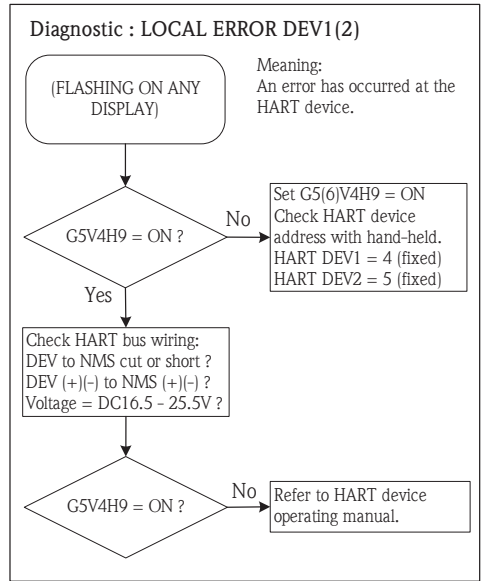 Diagnostic : LOCAL ERROR DEV1(2)
(FLASHING ON ANY
DISPLAY)
Meaning:
An error has occurred at the
HART device.
G5V4H9 = ON ?
No
Set G5(6)V4H9 = ON
Check HART device
address with hand-held.
HART DEV1 = 4 (fixed)
HART DEV2 = 5 (fixed)
Yes
Check HART bus wiring:
DEV to NMS cut or short ?
DEV (+)(-) to NMS (+)(-) ?
Voltage = DC16.5 - 25.5V ?
G5V4H9 = ON ?
No
Refer to HART device
operating manual.